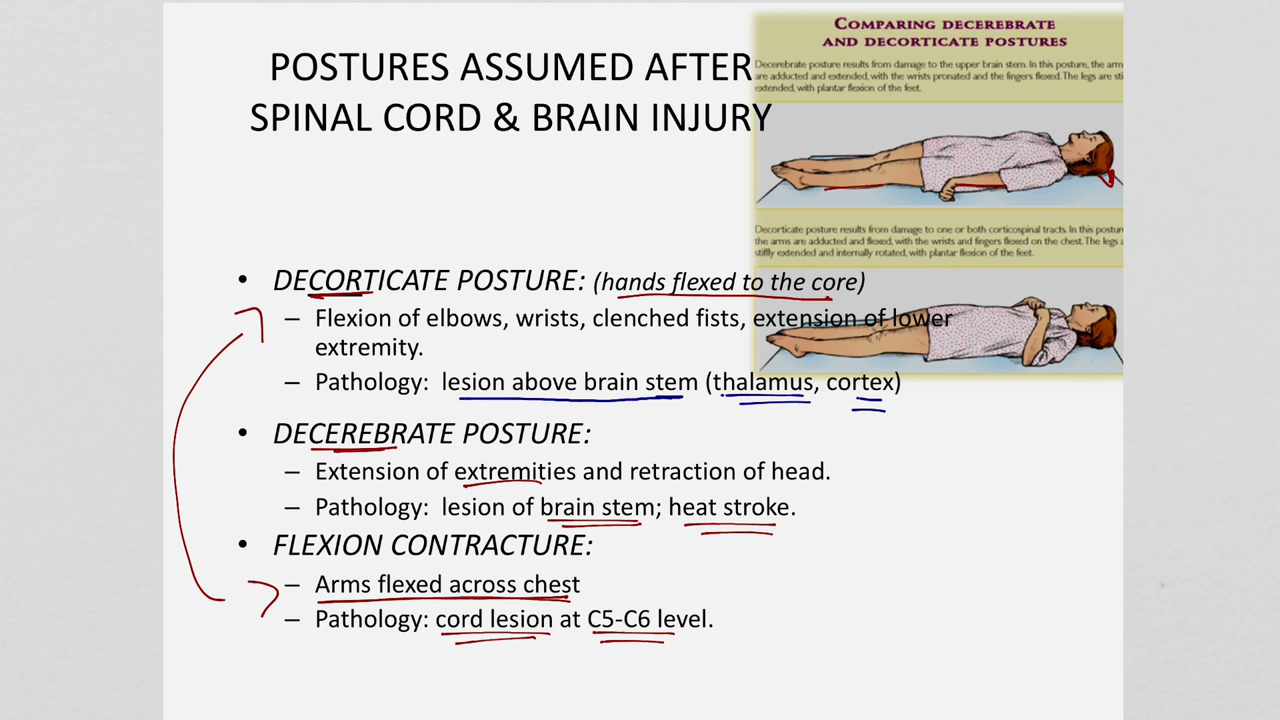 POSTURES ASSUMED AFTER
SPINAL CORD & BRAIN INJURY
COMPARING DECEREBRATE
AND DECORTICATE POSTURES
Decerebrate posture results from damage to the upper brain stem. In this posture, the arm
are adducted and extended, with the wrists pronated and the fingers flexed. The legs are sti
extended, with plantar flexion of the feet.
Decorticate posture results from damage to one or both corticospinal tracts. In this postur
the arms are adducted and flexed, with the wrists and fingers flexed on the chest. The legs a
stiffly extended and internally rotated, with plantar flexion of the feet.
• DECORTICATE POSTURE: (hands flexed to the core)
– Flexion of elbows, wrists, clenched fists, extension of lower
extremity.
– Pathology: lesion above brain stem (thalamus, cortex)
• DECEREBRATE POSTURE:
– Extension of extremities and retraction of head.
– Pathology: lesion of brain stem; heat stroke.
• FLEXION CONTRACTURE:
– Arms flexed across chest
– Pathology: cord lesion at C5-C6 level.